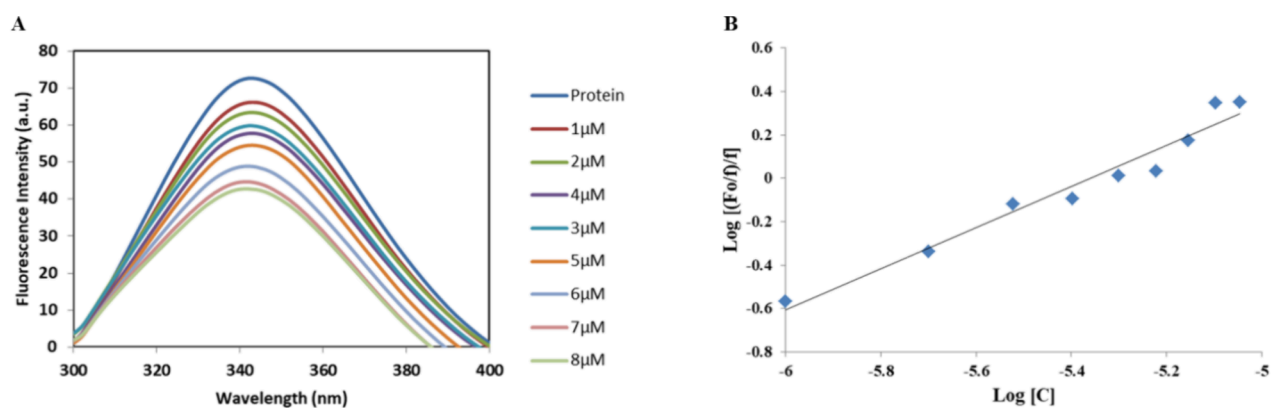 A
Fluorescence Intensity (a.u.)
80
70
60
50
40
30
20
10
0
300
320
340
360
380
400
Wavelength (nm)
Protein
1μM
2μM
4μM
3μM
5μM
6μM
7μM
8μM
B
Log [(Fo/f)/f]
0.6
0.4
0.2
0
-0.2
-0.4
-0.6
-0.8
-6
-5.8
-5.6
-5.4
-5.2
-5
Log [C]